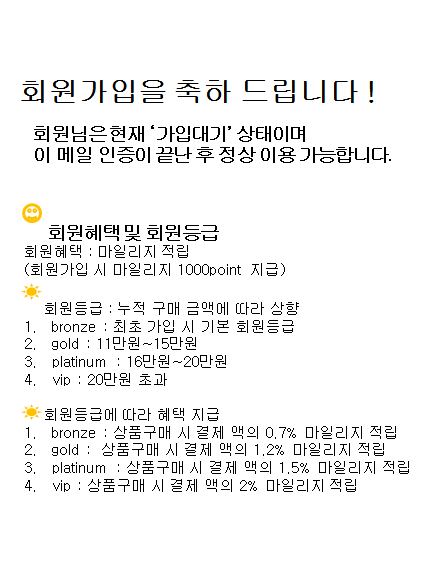 회원가입을 축하 드립니다 !
회원님은 현재 ‘가입대기’ 상태이며
이 메일 인증이 끝난 후 정상 이용 가능합니다.
회원혜택 및 회원등급
회원혜택 : 마일리지 적립
(회원가입 시 마일리지 1000point 지급)
회원등급 : 누적 구매 금액에 따라 상향
1. bronze : 최초 가입 시 기본 회원등급
2. gold : 11만원~15만원
3. platinum : 16만원~20만원
4. vip : 20만원 초과
회원등급에 따라 혜택 지급
1. bronze : 상품구매 시 결제 액의 0.7% 마일리지 적립
2. gold : 상품구매 시 결제 액의 1.2% 마일리지 적립
3. platinum : 상품구매 시 결제 액의 1.5% 마일리지 적립
4. vip : 상품구매 시 결제 액의 2% 마일리지 적립